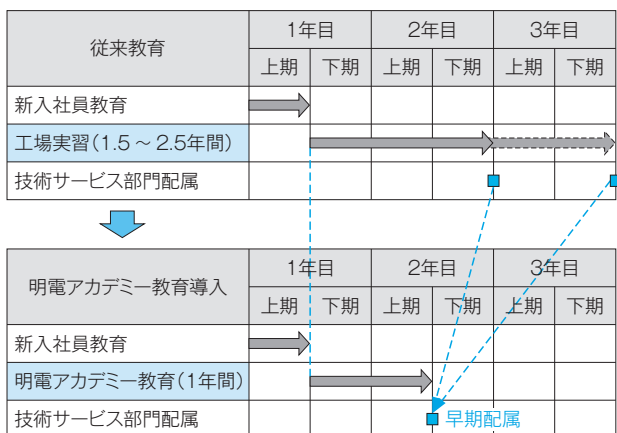 従来教育 1年目 2年目 3年目
上期 下期 上期 下期 上期 下期
新入社員教育
工場実習(1.5～2.5年間)
技術サービス部門配属
明電アカデミー教育導入 1年目 2年目 3年目
上期 下期 上期 下期 上期 下期
新入社員教育
明電アカデミー教育(1年間)
技術サービス部門配属 早期配属